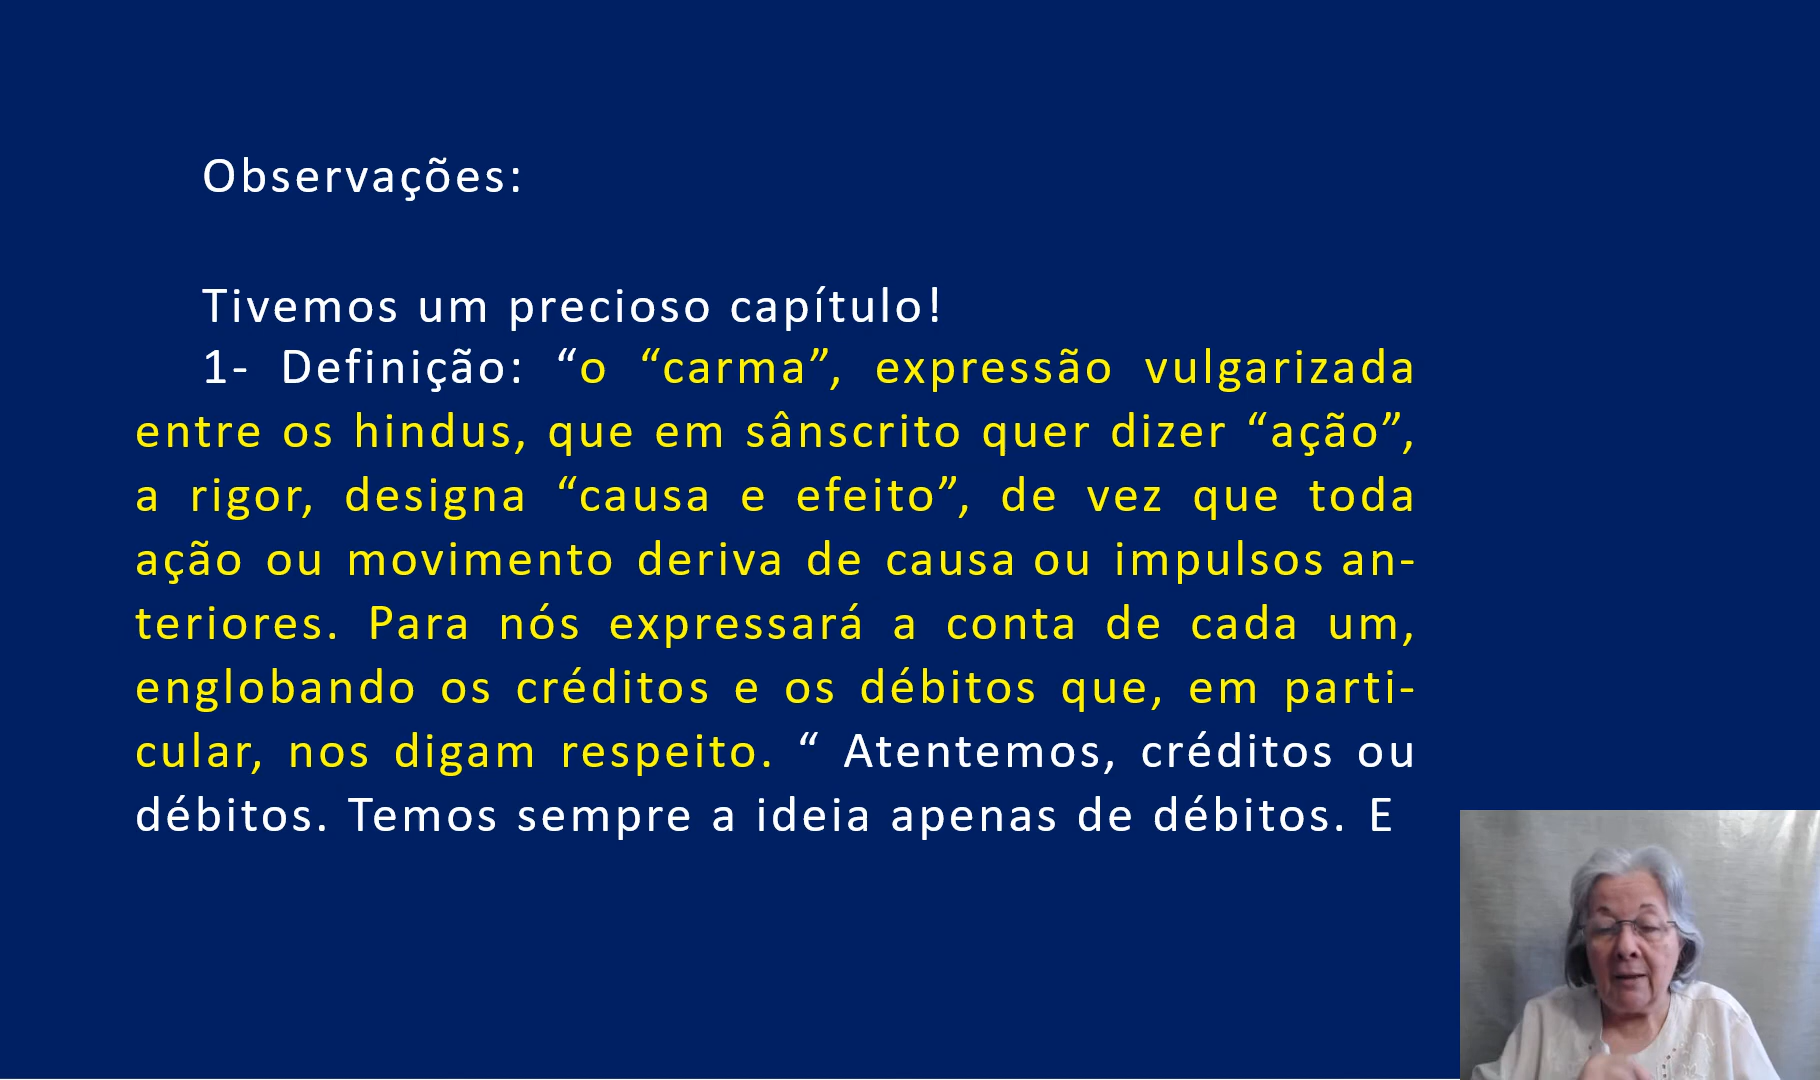 Observações:
Tivemos um precioso capítulo!
1- Definição: “o “carma”, expressão vulgarizada
entre os hindus, que em sânscrito quer dizer “ação”,
a rigor, designa “causa e efeito”, de vez que toda
ação ou movimento deriva de causa ou impulsos an-
teriores. Para nós expressará a conta de cada um,
englobando os créditos e os débitos que, em parti-
cular, nos digam respeito. “ Atentemos, créditos ou
débitos. Temos sempre a ideia apenas de débitos. E